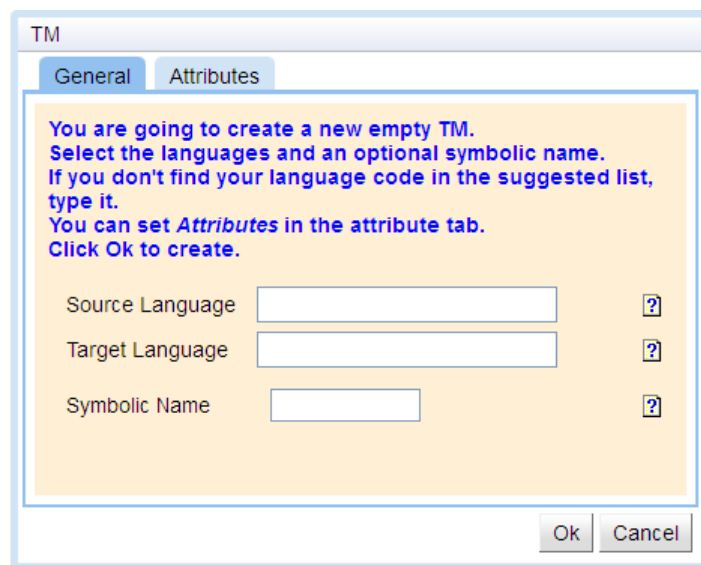 TM
General Attributes
You are going to create a new empty TM.
Select the languages and an optional symbolic name.
If you don't find your language code in the suggested list,
type it.
You can set Attributes in the attribute tab.
Click Ok to create.
Source Language ?
Target Language ?
Symbolic Name ?
Ok Cancel